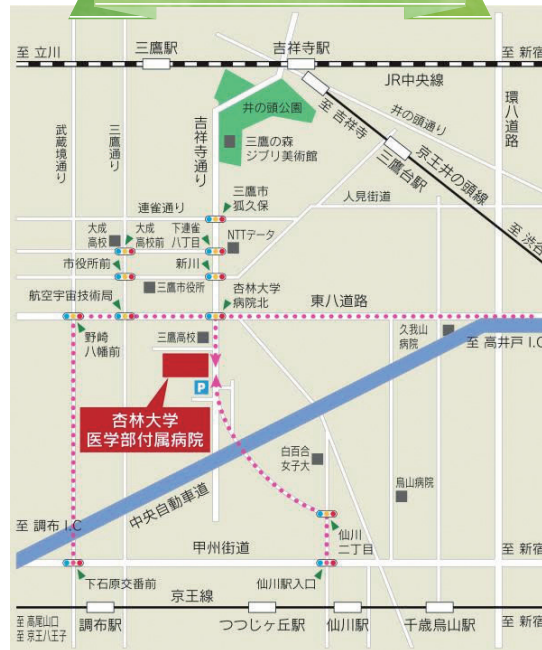 至 立川
三鷹駅
吉祥寺駅
至 新宿
JR中央線
武蔵境通り
三鷹通り
吉祥寺通り
井の頭公園
三鷹の森
ジブリ美術館
至 吉祥寺
井の頭通り
三鷹台駅
京王井の頭線
環八道路
至 渋谷
三鷹市
狐久保
連雀通り
人見街道
大成
高校
大成
高校前
下連雀
八丁目
NTTデータ
市役所前
新川
三鷹市役所
航空宇宙技術局
杏林大学
病院北
東八道路
野崎
八幡前
三鷹高校
久我山
病院
至 高井戸 I.C
P
杏林大学
医学部付属病院
白百合
女子大
烏山病院
中央自動車道
至 調布 I.C
仙川
二丁目
甲州街道
至 新宿
下石原交番前
仙川駅入口
京王線
至 高尾山口
至 京王八王子
調布駅
つつじヶ丘駅
仙川駅
千歳烏山駅
至 新宿